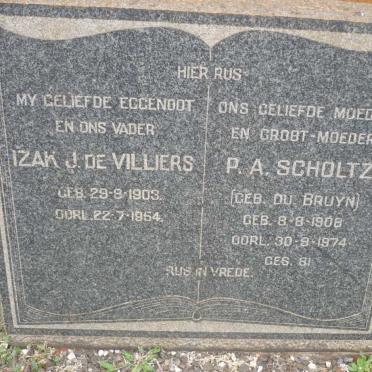 HIER RUS
MY GELIEFDE EGGENOOT
EN ONS VADER
IZAK J. DE VILLIERS
GEB. 29-9-1903.
OORL. 22-7-1954.
ONS GELIEFDE MOED
EN GROOT-MOEDER
P. A. SCHOLTZ
(GEB. DU BRUYN)
GEB. 8-8-1908
OORL. 30-8-1974
GES. 81
RUS IN VREDE.